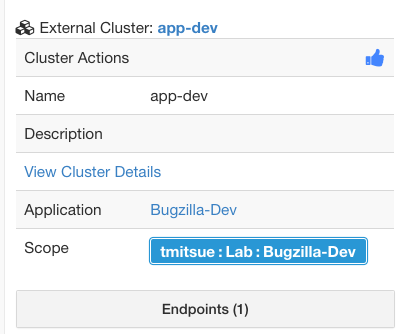 External Cluster: app-dev
Cluster Actions
Name app-dev
Description
View Cluster Details
Application Bugzilla-Dev
Scope tmitsue : Lab : Bugzilla-Dev
Endpoints (1)